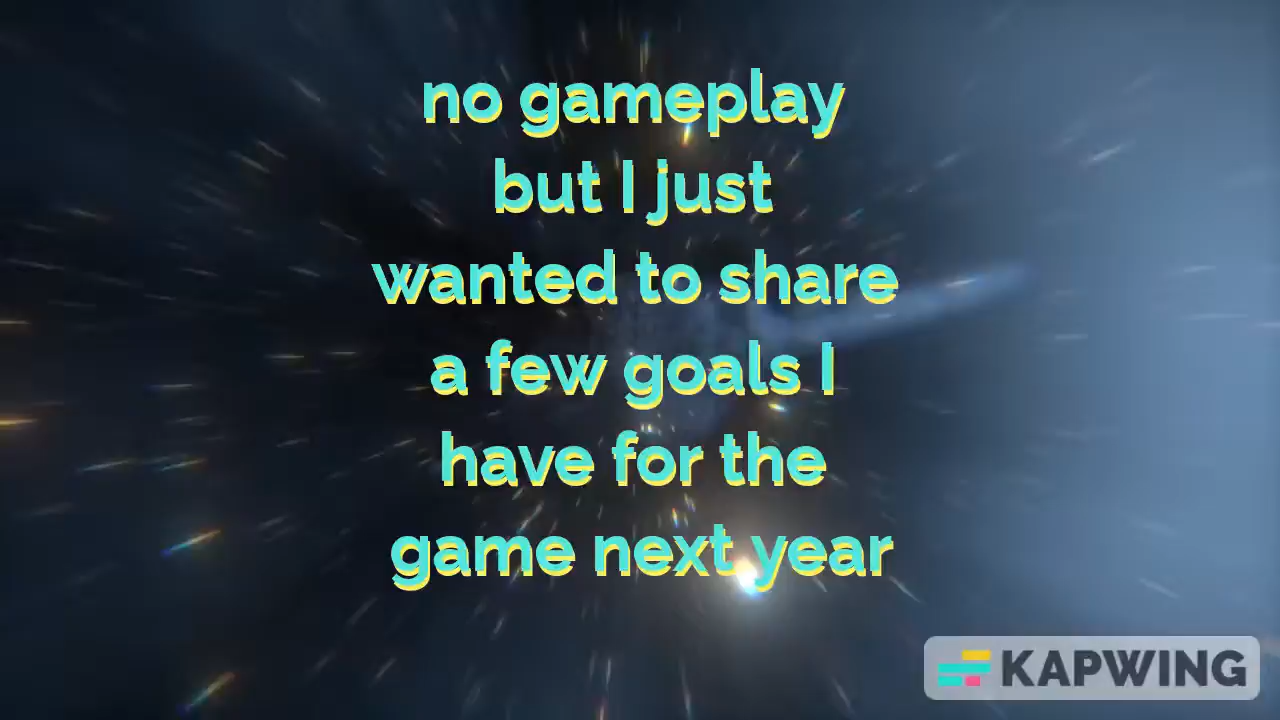 no gameplay
but I just
wanted to share
a few goals I
have for the
game next year
KAPWING